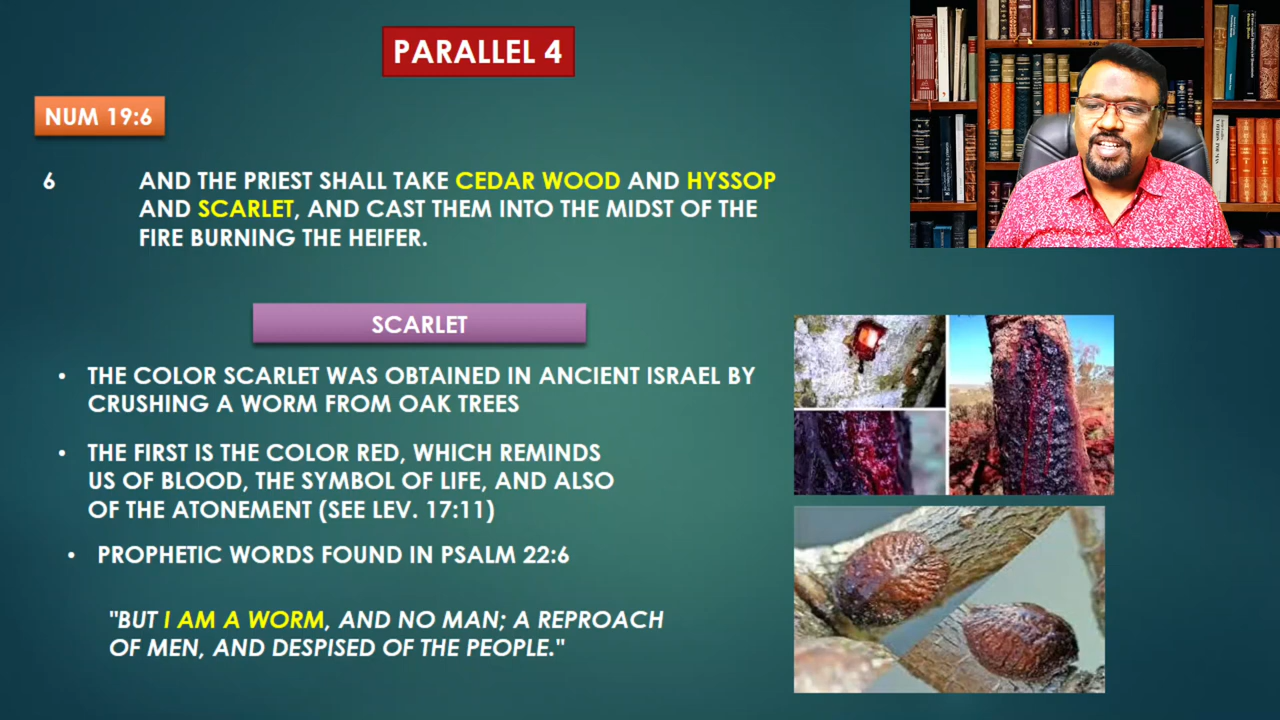 PARALLEL 4
NUM 19:6
6 AND THE PRIEST SHALL TAKE CEDAR WOOD AND HYSSOP
AND SCARLET, AND CAST THEM INTO THE MIDST OF THE
FIRE BURNING THE HEIFER.
SCARLET
• THE COLOR SCARLET WAS OBTAINED IN ANCIENT ISRAEL BY
CRUSHING A WORM FROM OAK TREES
• THE FIRST IS THE COLOR RED, WHICH REMINDS
US OF BLOOD, THE SYMBOL OF LIFE, AND ALSO
OF THE ATONEMENT (SEE LEV. 17:11)
• PROPHETIC WORDS FOUND IN PSALM 22:6
"BUT I AM A WORM, AND NO MAN; A REPROACH
OF MEN, AND DESPISED OF THE PEOPLE."